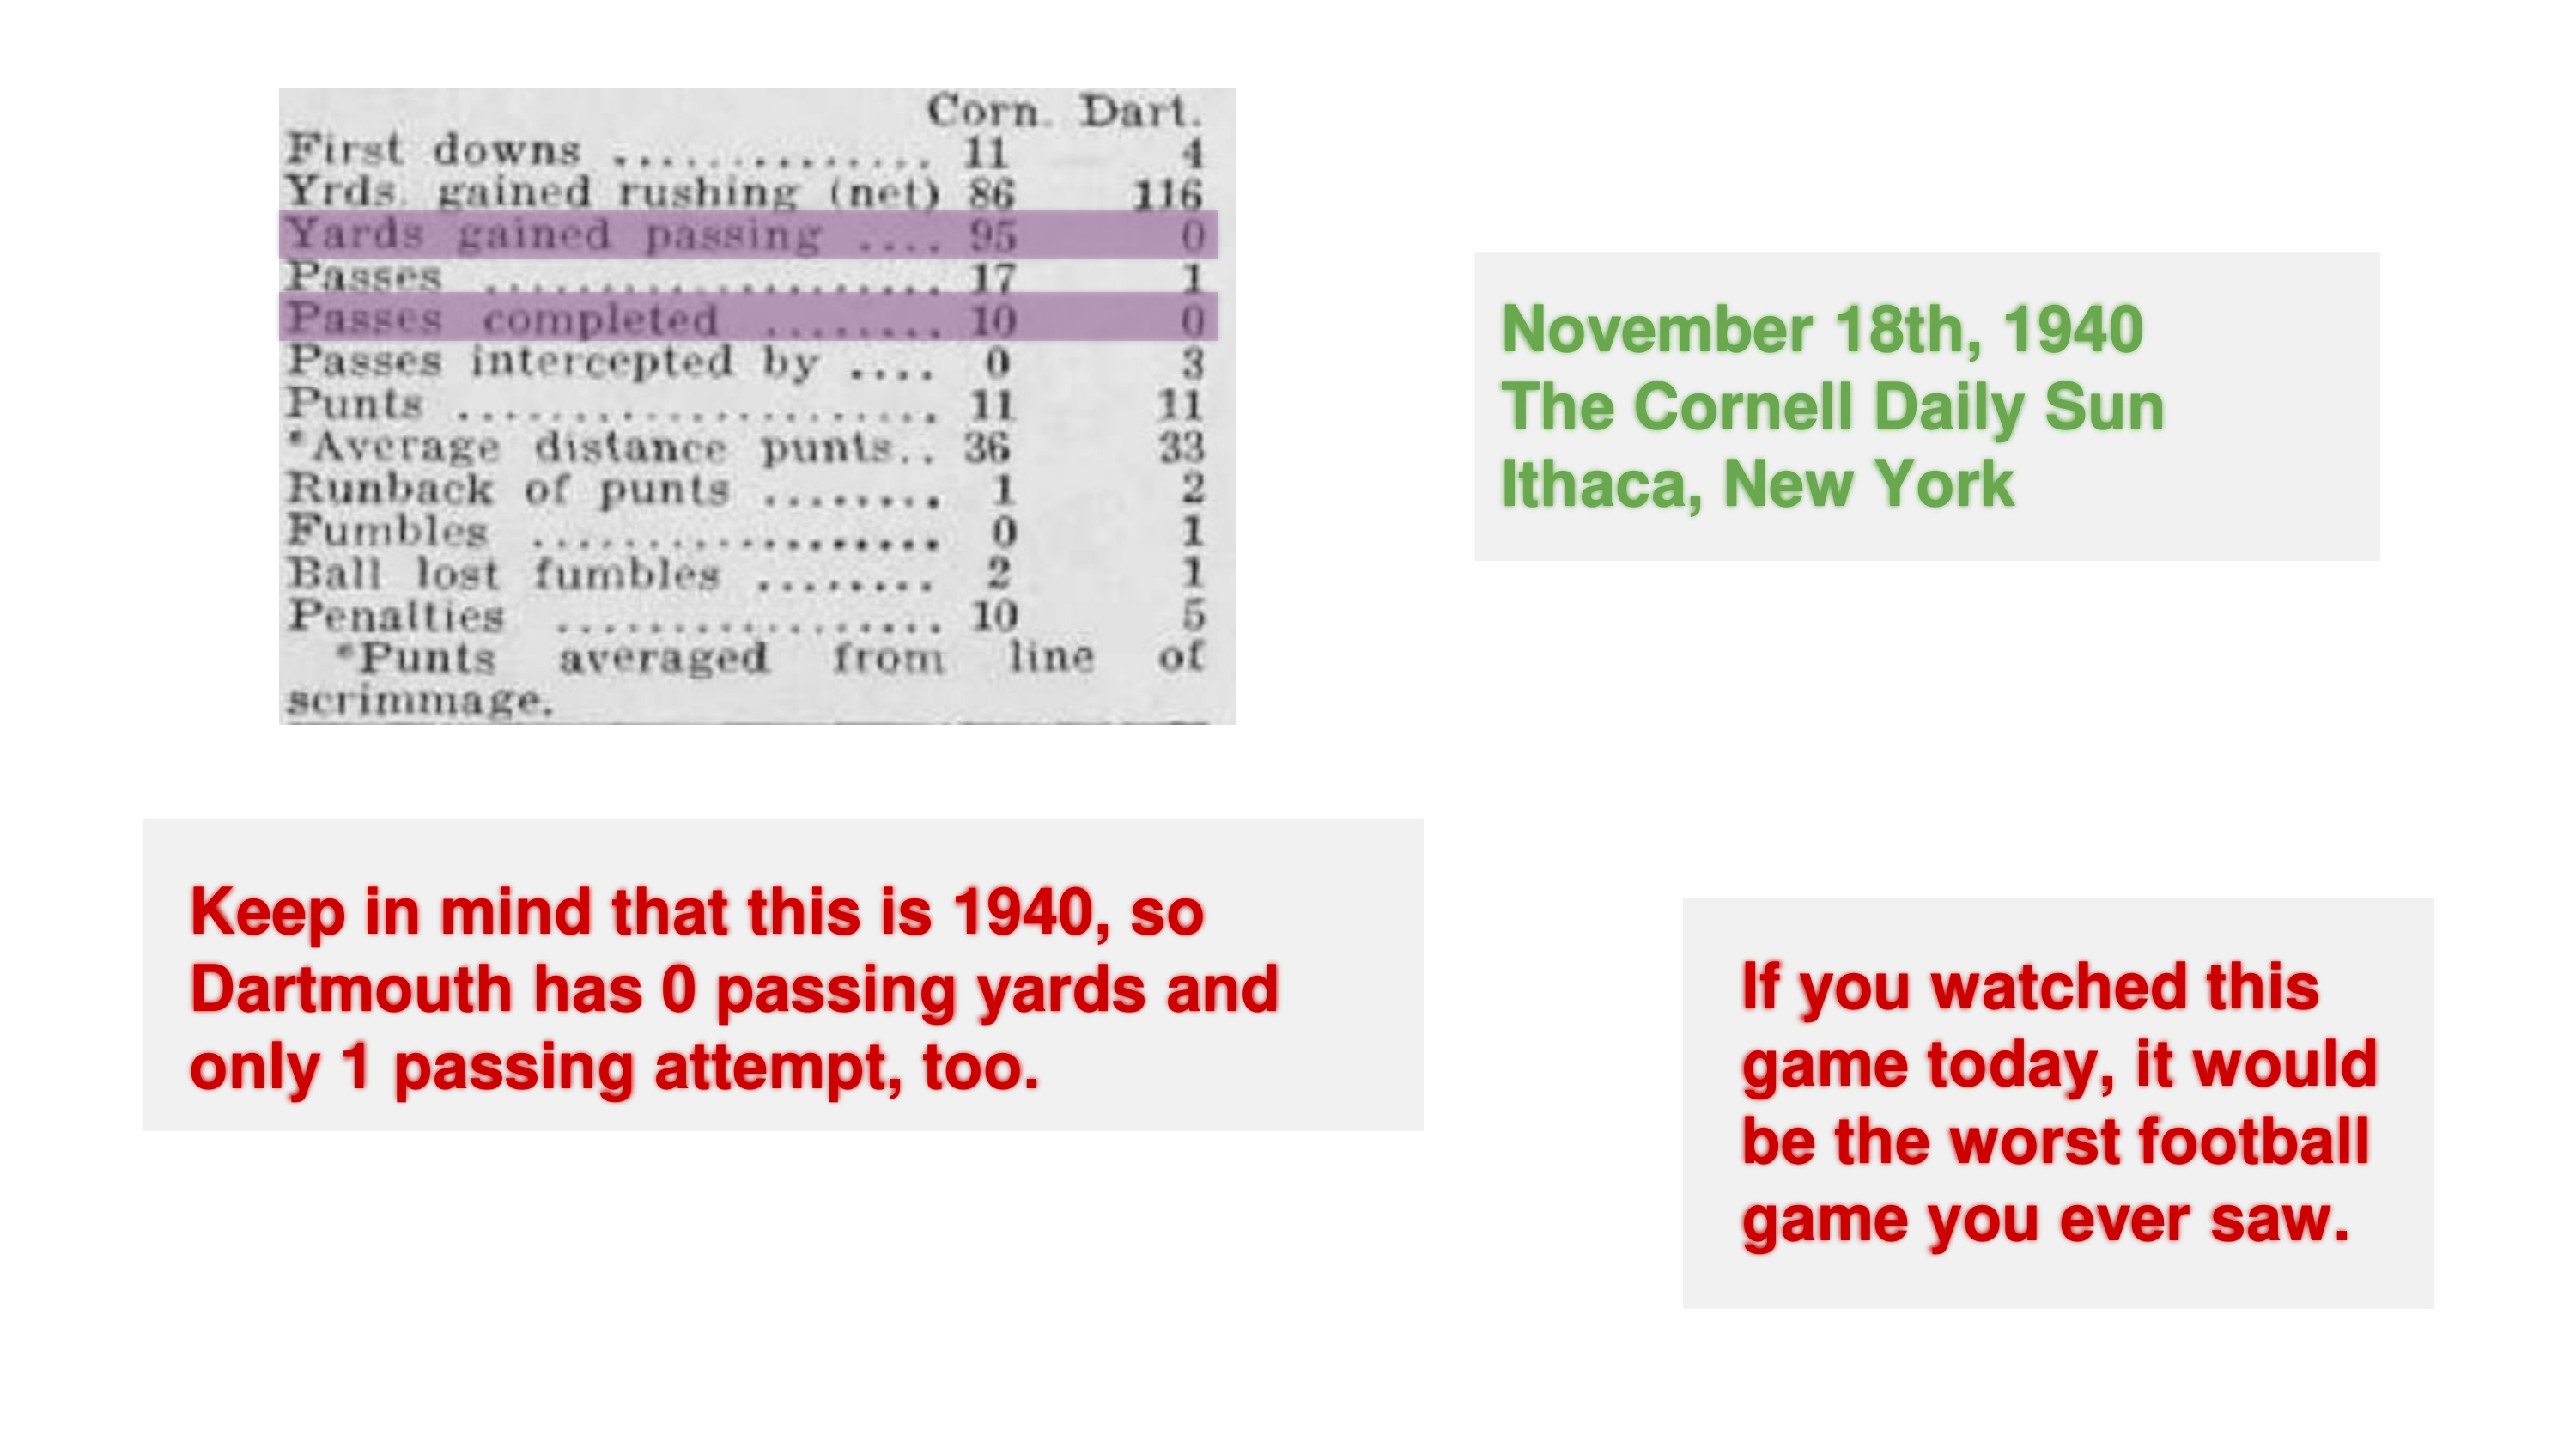 Corn. Dart.
First downs .............. 11 4
Yrds. gained rushing (net) 86 116
Yards gained passing .... 95 0
Passes .................... 17 1
Passes completed ........ 10 0
Passes intercepted by .... 0 3
Punts ..................... 11 11
*Average distance punts.. 36 33
Runback of punts ........ 1 2
Fumbles .................. 0 1
Ball lost fumbles ........ 2 1
Penalties ................. 10 5
*Punts averaged from line of
scrimmage.
November 18th, 1940
The Cornell Daily Sun
Ithaca, New York
Keep in mind that this is 1940, so
Dartmouth has 0 passing yards and
only 1 passing attempt, too.
If you watched this
game today, it would
be the worst football
game you ever saw.